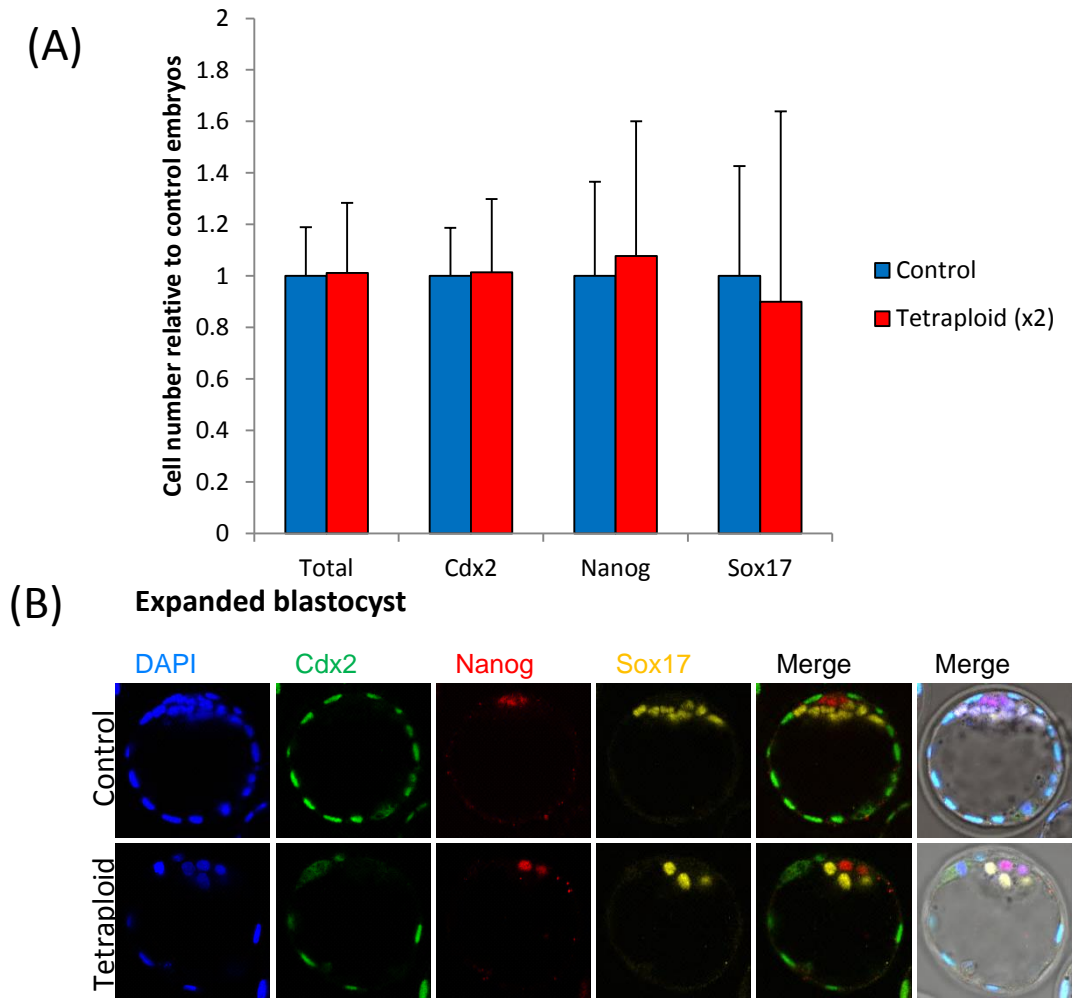 (A)
Cell number relative to control embryos
2
1.8
1.6
1.4
1.2
1
0.8
0.6
0.4
0.2
0
Total Cdx2 Nanog Sox17
Control
Tetraploid (x2)
(B)
Expanded blastocyst
DAPI Cdx2 Nanog Sox17 Merge Merge
Control
Tetraploid